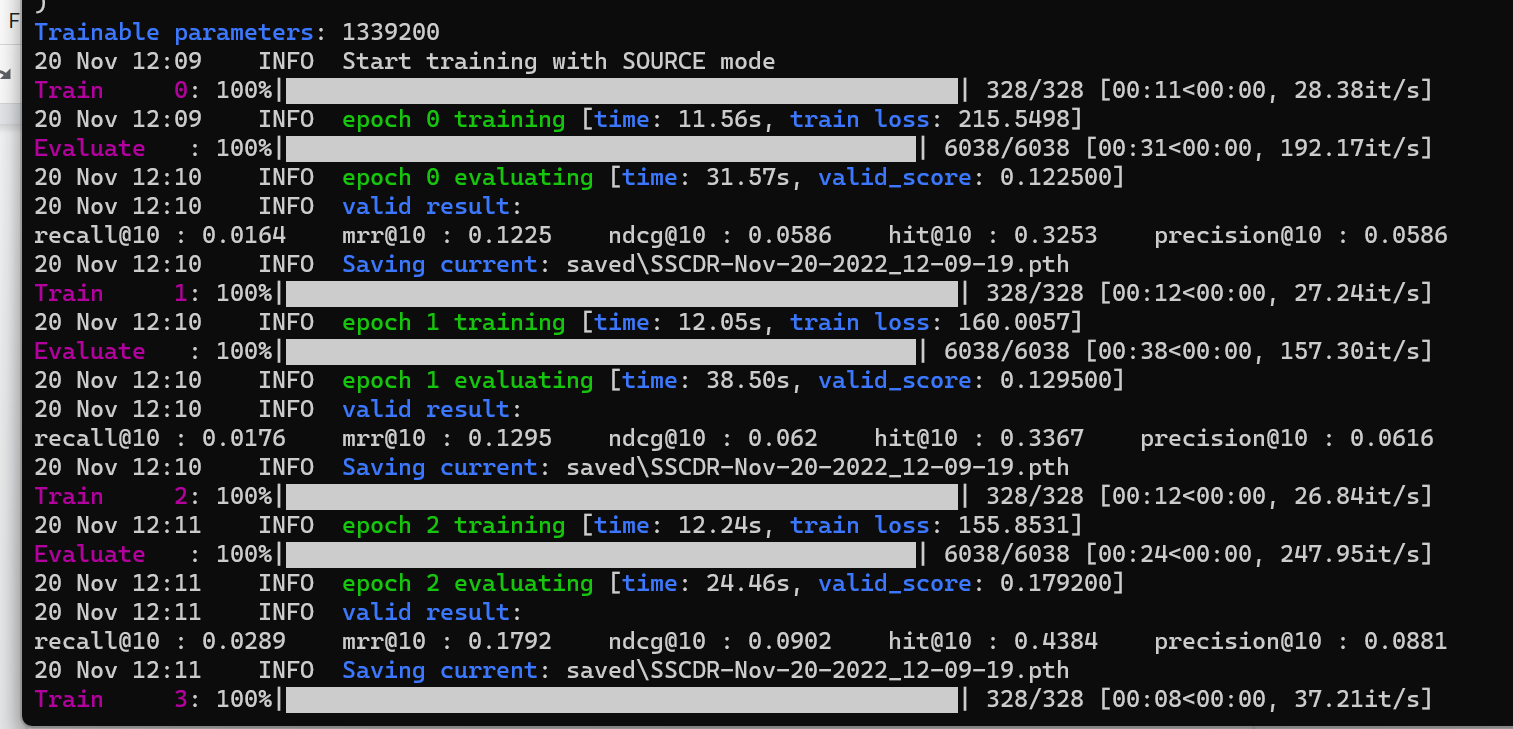 F
)
Trainable parameters: 1339200
20 Nov 12:09    INFO  Start training with SOURCE mode
Train     0: 100%|| 328/328 [00:11<00:00, 28.38it/s]
20 Nov 12:09    INFO  epoch 0 training [time: 11.56s, train loss: 215.5498]
Evaluate   : 100%|| 6038/6038 [00:31<00:00, 192.17it/s]
20 Nov 12:10    INFO  epoch 0 evaluating [time: 31.57s, valid_score: 0.122500]
20 Nov 12:10    INFO  valid result:
recall@10 : 0.0164    mrr@10 : 0.1225    ndcg@10 : 0.0586    hit@10 : 0.3253    precision@10 : 0.0586
20 Nov 12:10    INFO  Saving current: saved\SSCDR-Nov-20-2022_12-09-19.pth
Train     1: 100%|| 328/328 [00:12<00:00, 27.24it/s]
20 Nov 12:10    INFO  epoch 1 training [time: 12.05s, train loss: 160.0057]
Evaluate   : 100%|| 6038/6038 [00:38<00:00, 157.30it/s]
20 Nov 12:10    INFO  epoch 1 evaluating [time: 38.50s, valid_score: 0.129500]
20 Nov 12:10    INFO  valid result:
recall@10 : 0.0176    mrr@10 : 0.1295    ndcg@10 : 0.062    hit@10 : 0.3367    precision@10 : 0.0616
20 Nov 12:10    INFO  Saving current: saved\SSCDR-Nov-20-2022_12-09-19.pth
Train     2: 100%|| 328/328 [00:12<00:00, 26.84it/s]
20 Nov 12:11    INFO  epoch 2 training [time: 12.24s, train loss: 155.8531]
Evaluate   : 100%|| 6038/6038 [00:24<00:00, 247.95it/s]
20 Nov 12:11    INFO  epoch 2 evaluating [time: 24.46s, valid_score: 0.179200]
20 Nov 12:11    INFO  valid result:
recall@10 : 0.0289    mrr@10 : 0.1792    ndcg@10 : 0.0902    hit@10 : 0.4384    precision@10 : 0.0881
20 Nov 12:11    INFO  Saving current: saved\SSCDR-Nov-20-2022_12-09-19.pth
Train     3: 100%|| 328/328 [00:08<00:00, 37.21it/s]